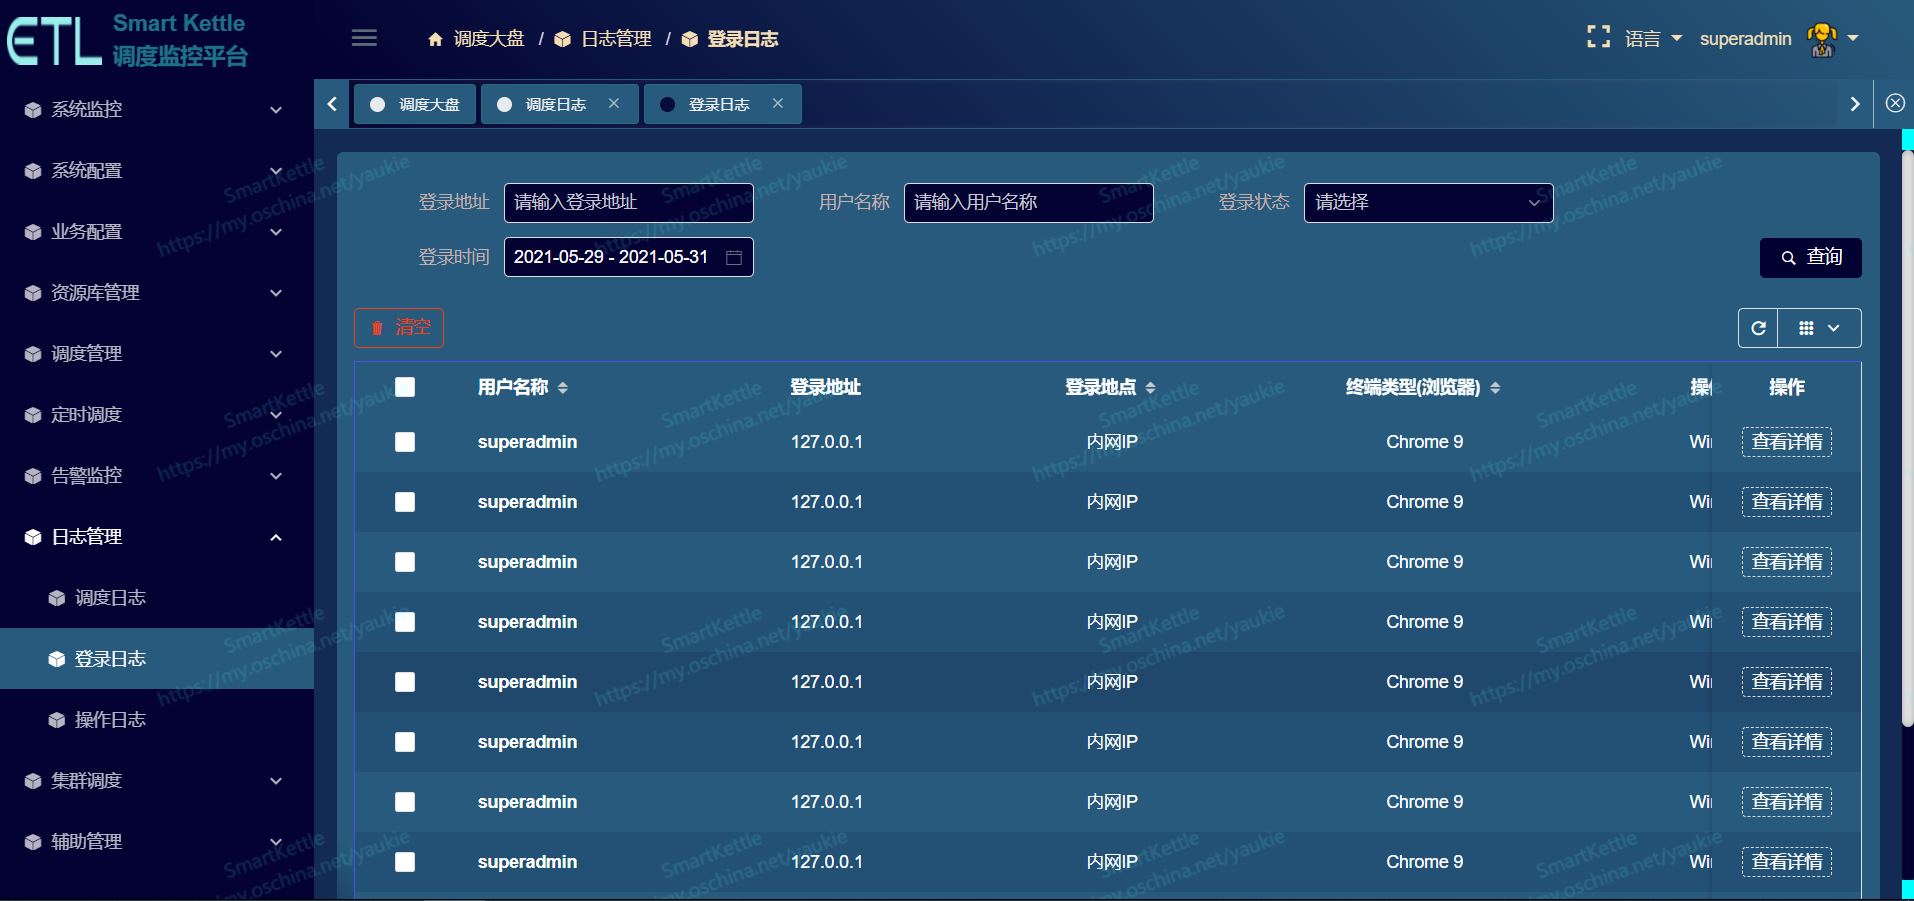 ETL
Smart Kettle
调度监控平台
系统监控
系统配置
业务配置
资源库管理
调度管理
定时调度
告警监控
日志管理
调度日志
登录日志
操作日志
集群调度
辅助管理
调度大盘 / 日志管理 / 登录日志
语言 superadmin
调度大盘 调度日志 登录日志
登录地址 请输入登录地址 用户名称 请输入用户名称 登录状态 请选择
登录时间 2021-05-29 - 2021-05-31 查询
清空
用户名称 登录地址 登录地点 终端类型(浏览器) 操作
superadmin 127.0.0.1 内网IP Chrome 9 Wi 查看详情
superadmin 127.0.0.1 内网IP Chrome 9 Wi 查看详情
superadmin 127.0.0.1 内网IP Chrome 9 Wi 查看详情
superadmin 127.0.0.1 内网IP Chrome 9 Wi 查看详情
superadmin 127.0.0.1 内网IP Chrome 9 Wi 查看详情
superadmin 127.0.0.1 内网IP Chrome 9 Wi 查看详情
superadmin 127.0.0.1 内网IP Chrome 9 Wi 查看详情
superadmin 127.0.0.1 内网IP Chrome 9 Wi 查看详情
SmartKettle
https://my.oschina.net/yaukie